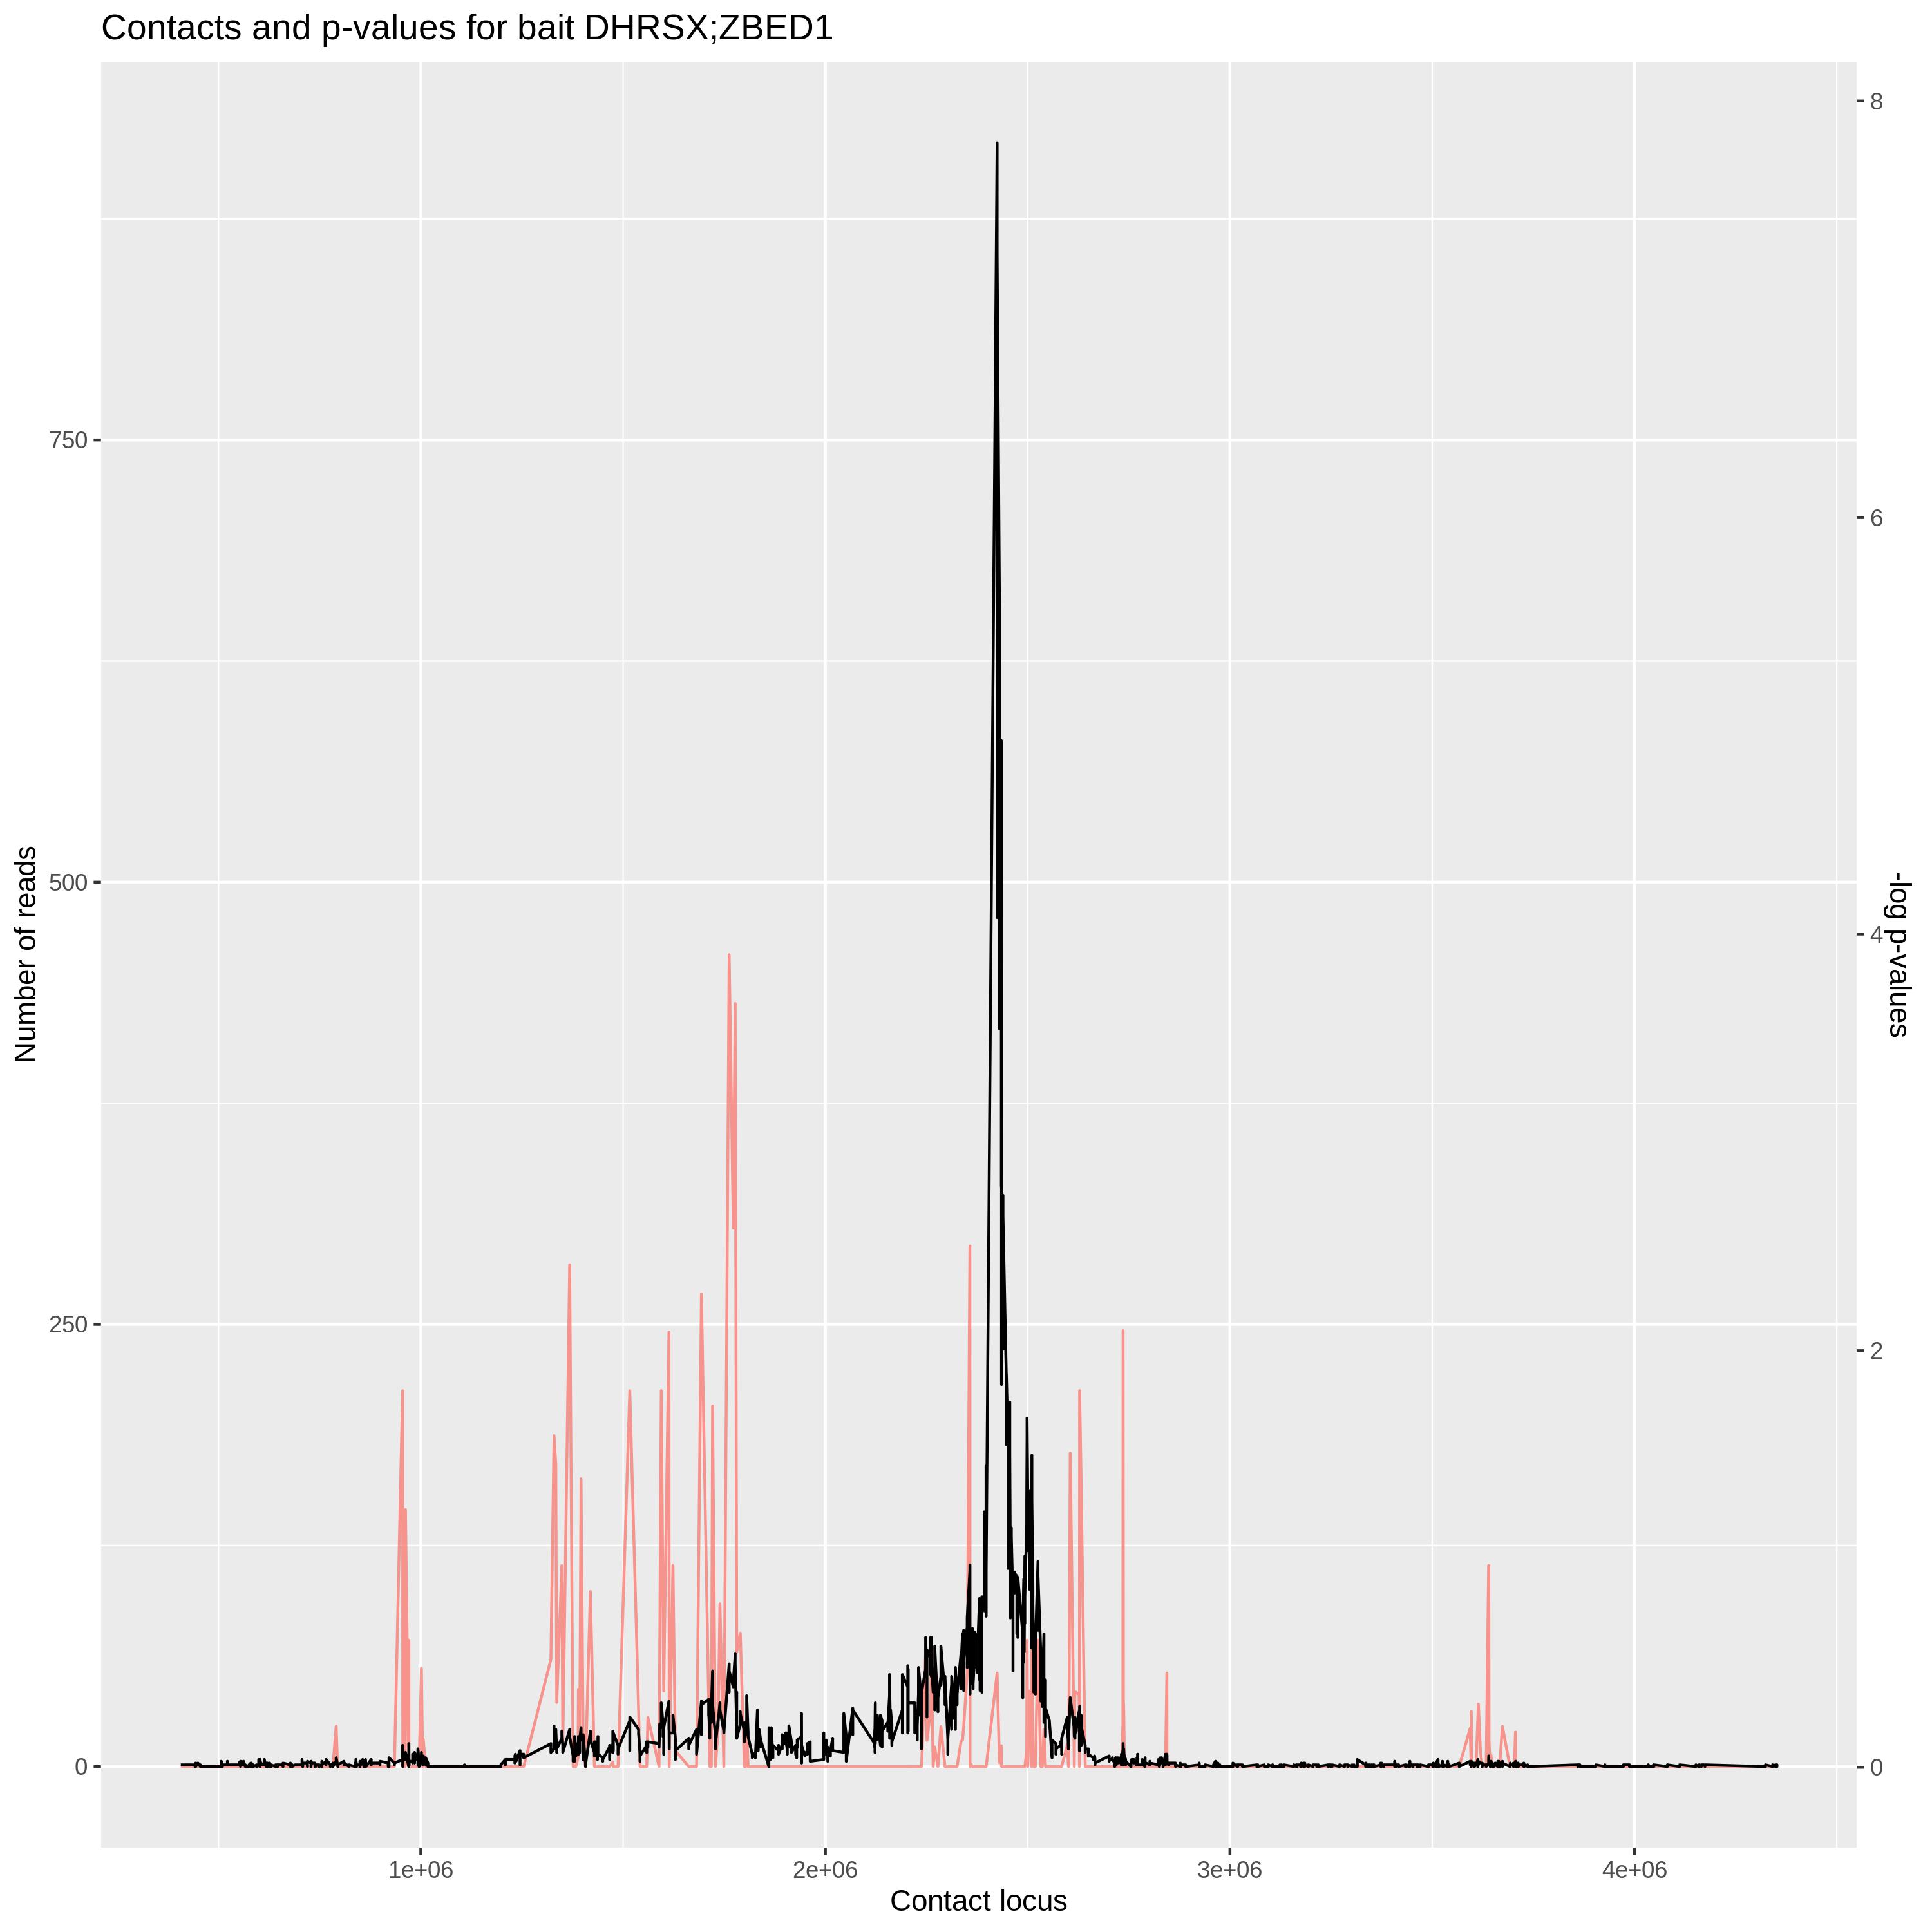 Contacts and p-values for bait DHRSX;ZBED1
8
750
6
500
4
250
2
0
0
Number of reads
-log p-values
1e+06
2e+06
3e+06
4e+06
Contact locus